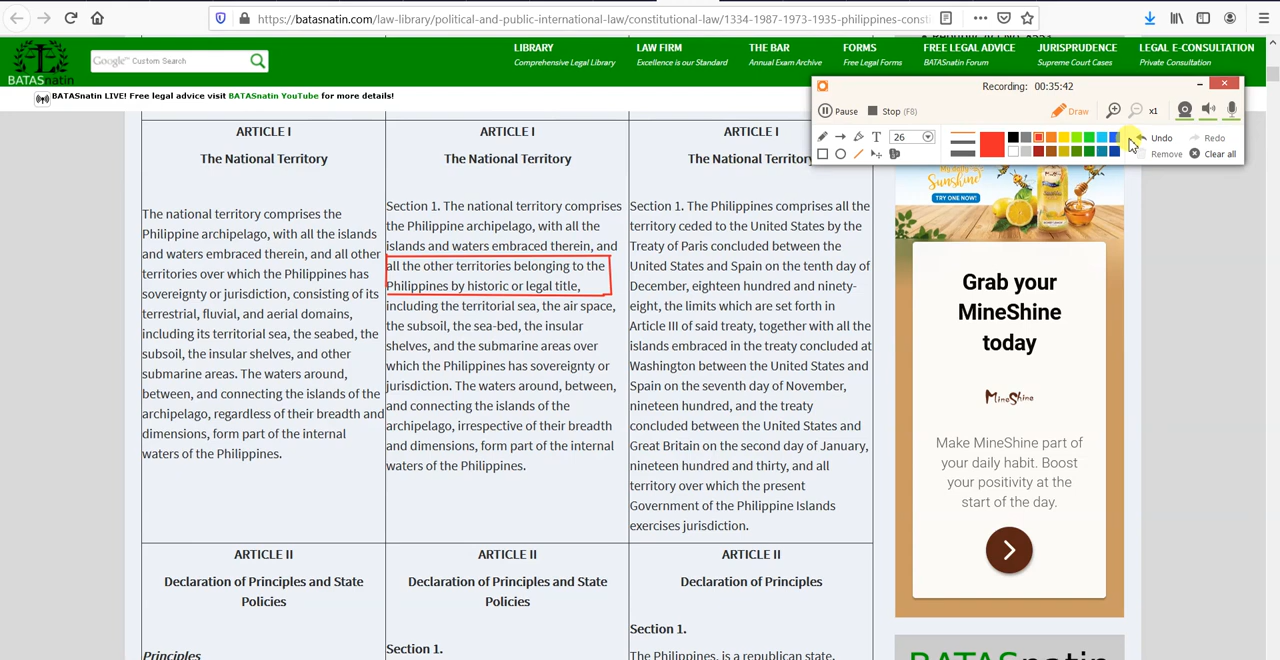 https://batasnatin.com/law-library/political-and-public-international-law/constitutional-law/1334-1987-1973-1935-philippines-consti
BATASnatin
Google™ Custom Search
LIBRARY
Comprehensive Legal Library
LAW FIRM
Excellence is our Standard
THE BAR
Annual Exam Archive
FORMS
Free Legal Forms
FREE LEGAL ADVICE
BATASnatin Forum
JURISPRUDENCE
Supreme Court Cases
LEGAL E-CONSULTATION
Private Consultation
BATASnatin LIVE! Free legal advice visit BATASnatin YouTube for more details!
Recording: 00:35:42
Pause
Stop (F8)
Draw
x1
T
26
Undo
Redo
Remove
Clear all
ARTICLE I
The National Territory
The national territory comprises the
Philippine archipelago, with all the islands
and waters embraced therein, and all other
territories over which the Philippines has
sovereignty or jurisdiction, consisting of its
terrestrial, fluvial, and aerial domains,
including its territorial sea, the seabed, the
subsoil, the insular shelves, and other
submarine areas. The waters around,
between, and connecting the islands of the
archipelago, regardless of their breadth and
dimensions, form part of the internal
waters of the Philippines.
ARTICLE I
The National Territory
Section 1. The national territory comprises
the Philippine archipelago, with all the
islands and waters embraced therein, and
all the other territories belonging to the
Philippines by historic or legal title,
including the territorial sea, the air space,
the subsoil, the sea-bed, the insular
shelves, and the submarine areas over
which the Philippines has sovereignty or
jurisdiction. The waters around, between,
and connecting the islands of the
archipelago, irrespective of their breadth
and dimensions, form part of the internal
waters of the Philippines.
ARTICLE I
The National Territory
Section 1. The Philippines comprises all the
territory ceded to the United States by the
Treaty of Paris concluded between the
United States and Spain on the tenth day of
December, eighteen hundred and ninety-
eight, the limits which are set forth in
Article III of said treaty, together with all the
islands embraced in the treaty concluded at
Washington between the United States and
Spain on the seventh day of November,
nineteen hundred, and the treaty
concluded between the United States and
Great Britain on the second day of January,
nineteen hundred and thirty, and all
territory over which the present
Government of the Philippine Islands
exercises jurisdiction.
ARTICLE II
Declaration of Principles and State
Policies
Principles
ARTICLE II
Declaration of Principles and State
Policies
Section 1.
ARTICLE II
Declaration of Principles
Section 1.
The Philippines, is a republican state.
Sunshine.
TRY ONE NOW!
Grab your
MineShine
today
MineShine
Make MineShine part of
your daily habit. Boost
your positivity at the
start of the day.
BATASnatin